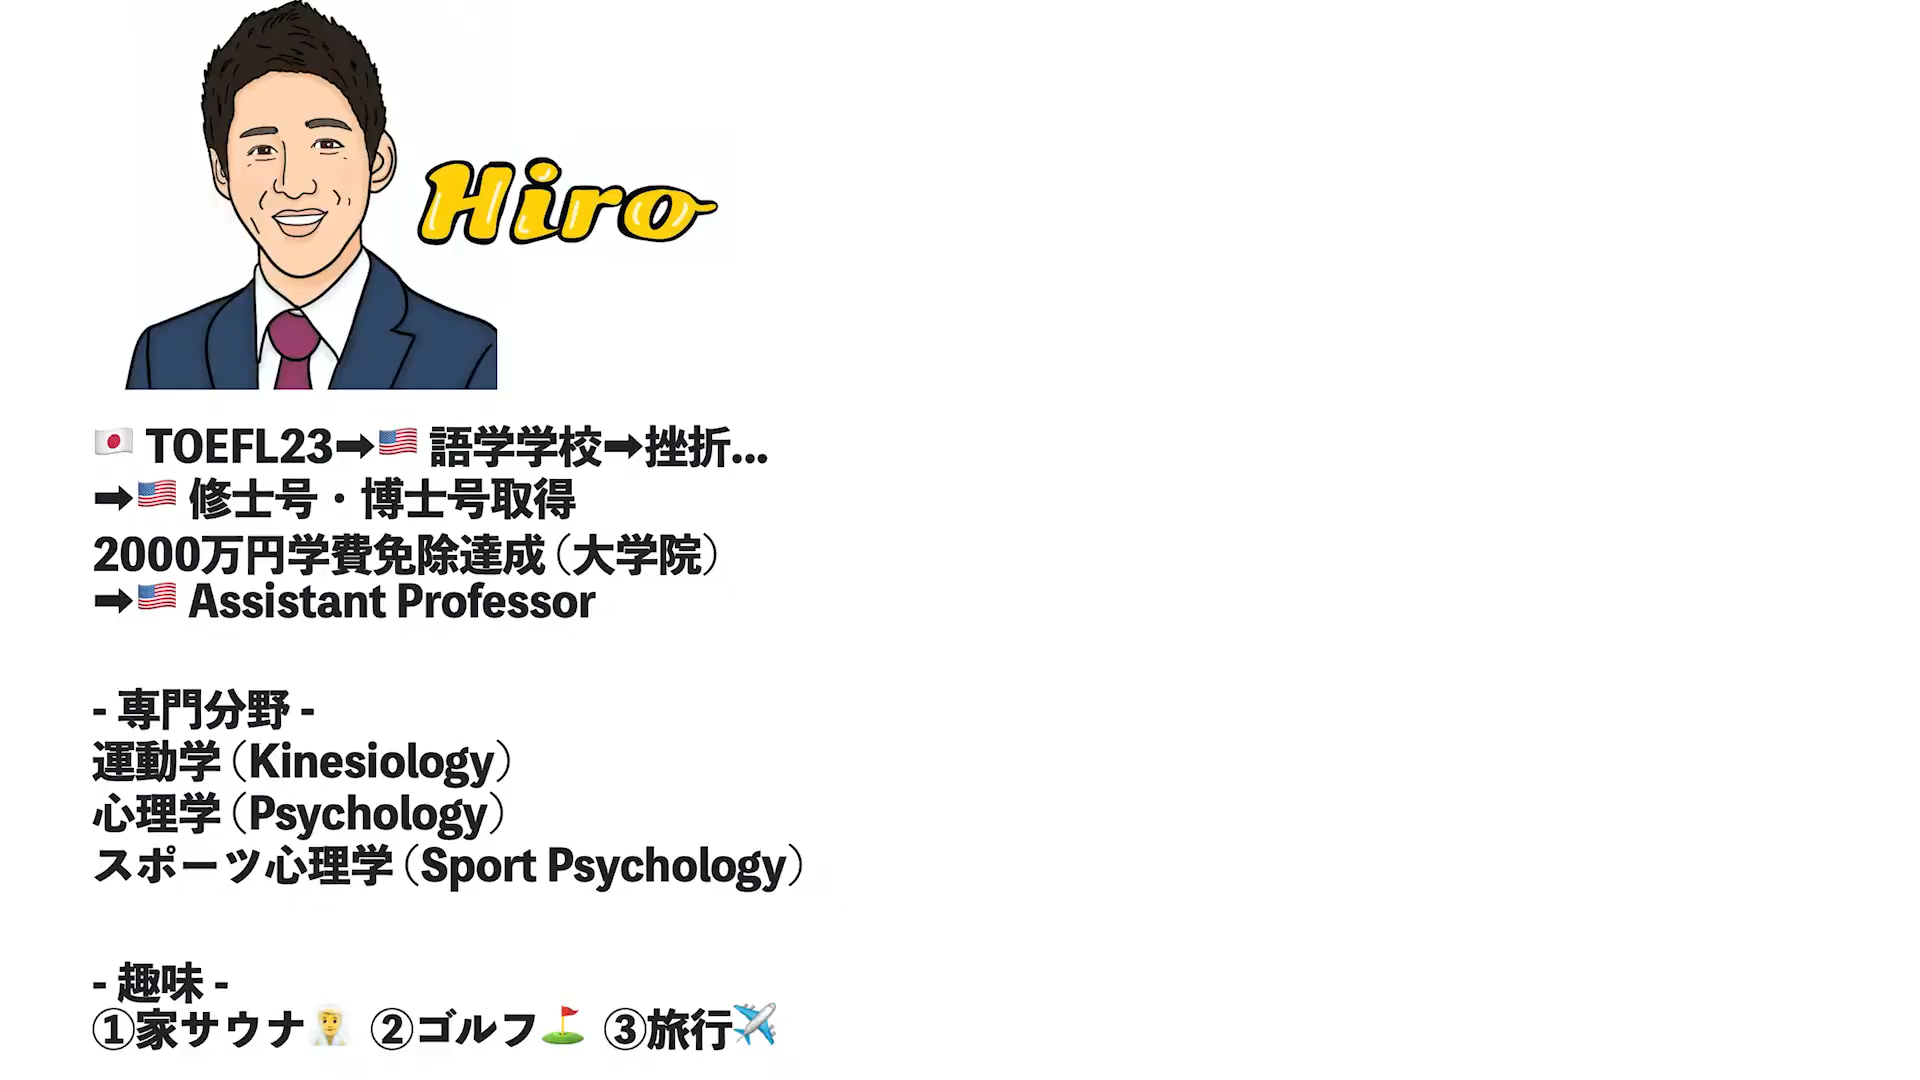 Hiro
🇯🇵 TOEFL23➡🇺🇸 語学学校➡挫折...
➡🇺🇸 修士号・博士号取得
2000万円学費免除達成（大学院）
➡🇺🇸 Assistant Professor
- 専門分野 -
運動学（Kinesiology）
心理学（Psychology）
スポーツ心理学（Sport Psychology）
- 趣味 -
①家サウナ🧖‍♂️ ②ゴルフ⛳ ③旅行✈️